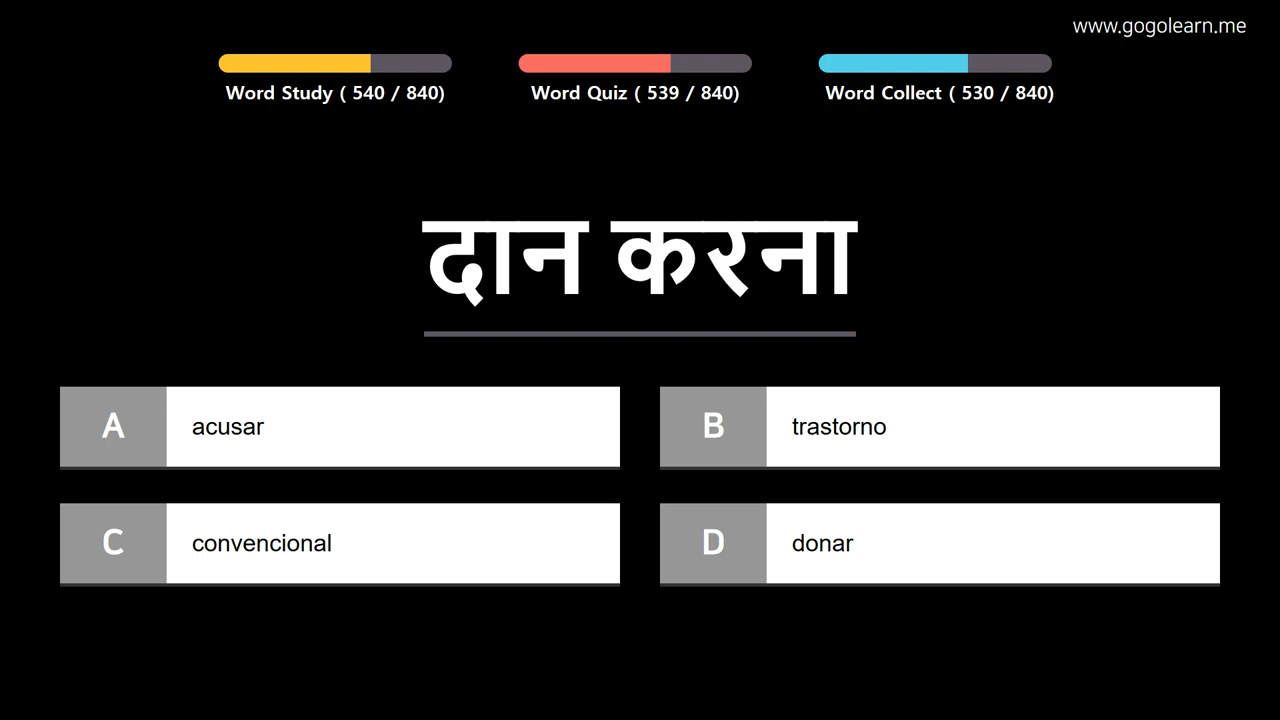 www.gogolearn.me
Word Study ( 540 / 840)
Word Quiz ( 539 / 840)
Word Collect ( 530 / 840)
दान करना
A acusar
B trastorno
C convencional
D donar